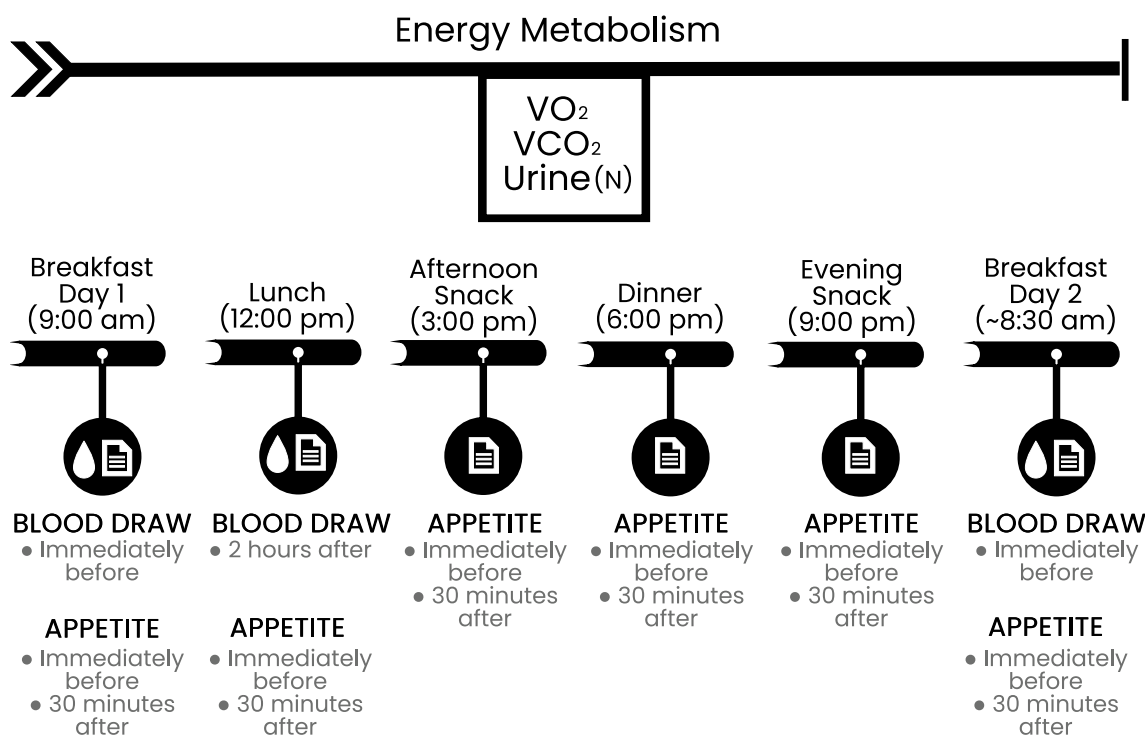 Energy Metabolism
VO₂
VCO₂
Urine (N)
Breakfast
Day 1
(9:00 am)
BLOOD DRAW
● Immediately
before
APPETITE
● Immediately
before
● 30 minutes
after
Lunch
(12:00 pm)
BLOOD DRAW
● 2 hours after
APPETITE
● Immediately
before
● 30 minutes
after
Afternoon
Snack
(3:00 pm)
APPETITE
● Immediately
before
● 30 minutes
after
Dinner
(6:00 pm)
APPETITE
● Immediately
before
● 30 minutes
after
Evening
Snack
(9:00 pm)
APPETITE
● Immediately
before
● 30 minutes
after
Breakfast
Day 2
(~8:30 am)
BLOOD DRAW
● Immediately
before
APPETITE
● Immediately
before
● 30 minutes
after